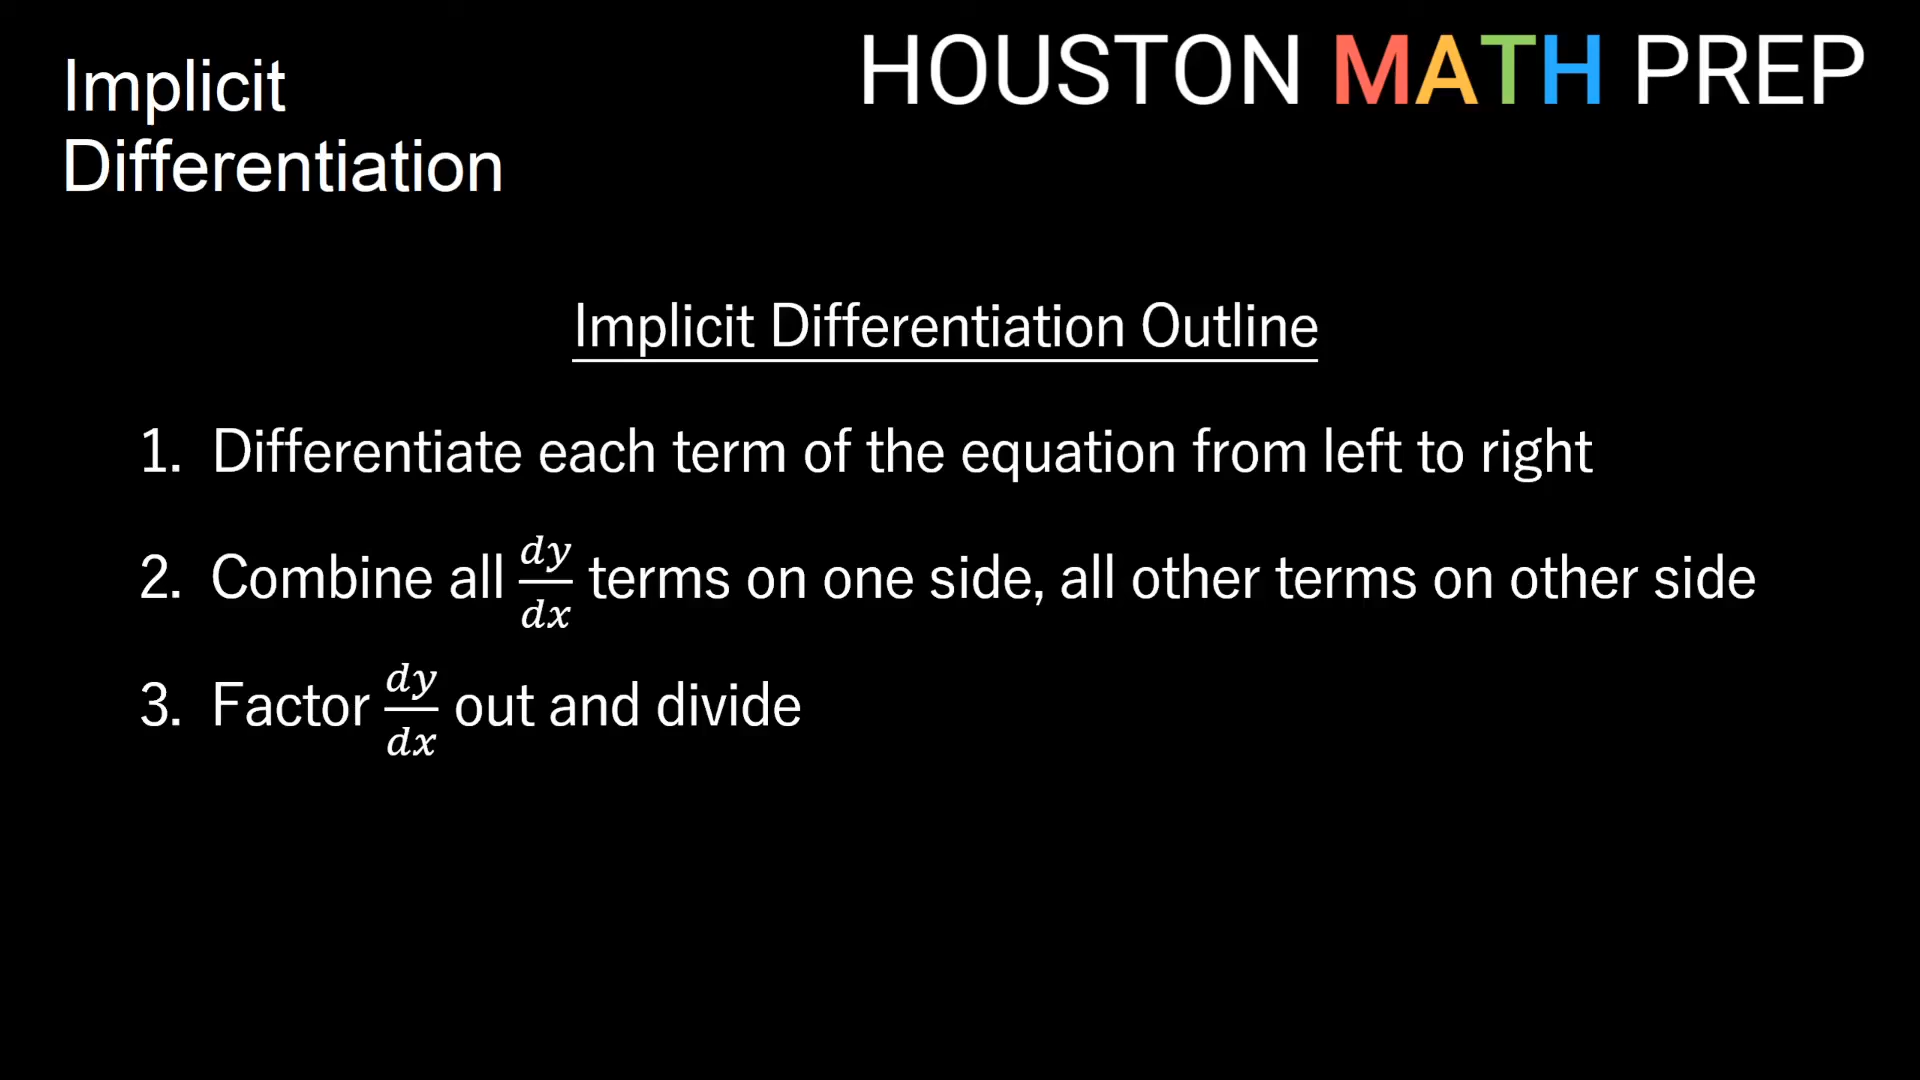 Implicit
Differentiation
HOUSTON MATH PREP
Implicit Differentiation Outline
1. Differentiate each term of the equation from left to right
2. Combine all dy/dx terms on one side, all other terms on other side
3. Factor dy/dx out and divide